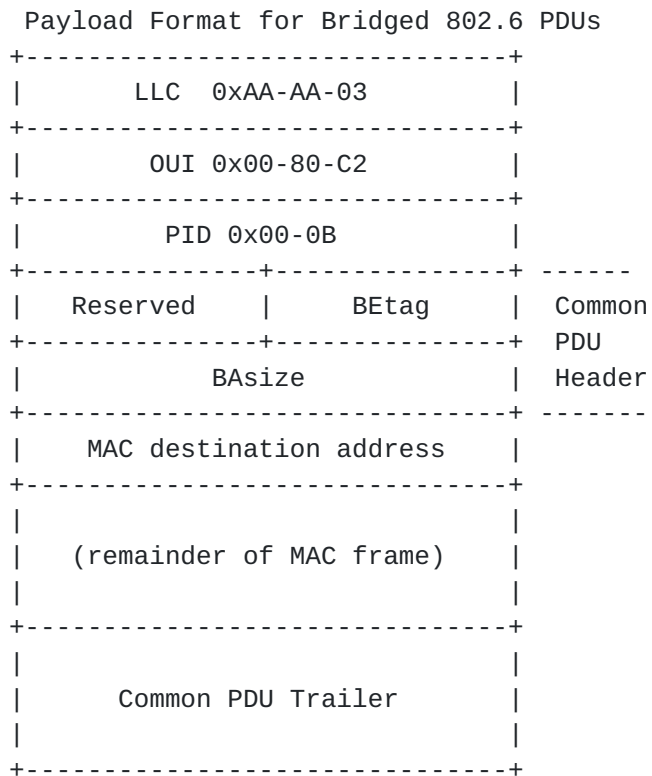 Payload Format for Bridged 802.6 PDUs
+-------------------------------+
|       LLC  0xAA-AA-03         |
+-------------------------------+
|        OUI 0x00-80-C2         |
+-------------------------------+
|         PID 0x00-0B           |
+---------------+---------------+ ------
|   Reserved    |     BEtag     |  Common
+---------------+---------------+  PDU
|            BAsize             |  Header
+-------------------------------+ -------
|    MAC destination address    |
+-------------------------------+
|                               |
|   (remainder of MAC frame)    |
|                               |
+-------------------------------+
|                               |
|      Common PDU Trailer       |
|                               |
+-------------------------------+